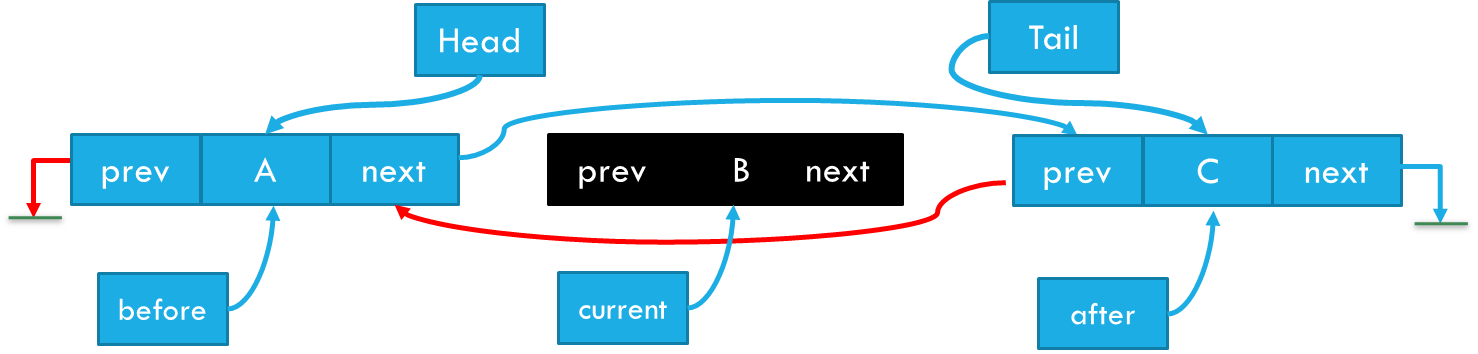 Head
Tail
prev A next
prev B next
prev C next
before
current
after